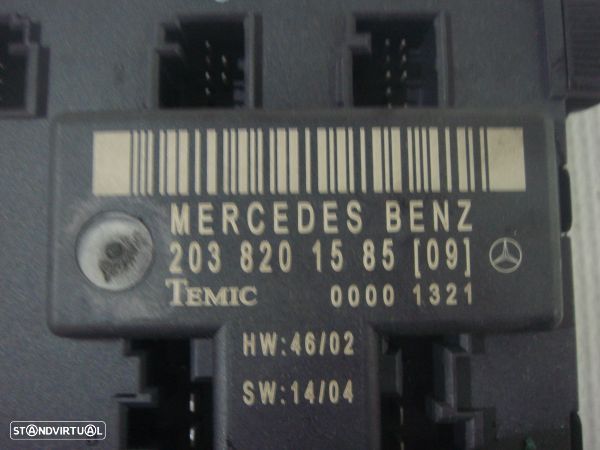 MERCEDES BENZ
203 820 15 85 [09]
TEMIC 0000 1321
HW:46/02
SW:14/04
STANDVIRTUAL